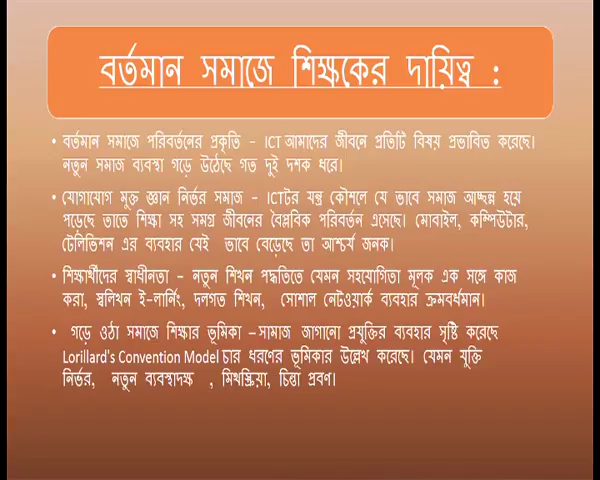 বর্তমান সমাজে শিক্ষকের দায়িত্ব :
• বর্তমান সমাজে পরিবর্তনের প্রকৃতি – ICT আমাদের জীবনে প্রতিটি বিষয় প্রভাবিত করেছে।
নতুন সমাজ ব্যবস্থা গড়ে উঠেছে গত দুই দশক ধরে।
• যোগাযোগ মুক্ত জ্ঞান নির্ভর সমাজ – ICTটর যন্ত্র কৌশলে যে ভাবে সমাজ আচ্ছন্ন হয়ে
পড়েছে তাতে শিক্ষা সহ সমগ্র জীবনের বৈপ্লবিক পরিবর্তন এসেছে। মোবাইল, কম্পিউটার,
টেলিভিশন এর ব্যবহার যেই ভাবে বেড়েছে তা আশ্চর্য জনক।
• শিক্ষার্থীদের স্বাধীনতা – নতুন শিখন পদ্ধতিতে যেমন সহযোগিতা মূলক এক সঙ্গে কাজ
করা, স্বলিখন ই-লার্নিং, দলগত শিখন, সোশাল নেটওয়ার্ক ব্যবহার ক্রমবর্ধমান।
• গড়ে ওঠা সমাজে শিক্ষার ভূমিকা –সামাজ জাগানো প্রযুক্তির ব্যবহার সৃষ্টি করেছে
Lorillard's Convention Model চার ধরণের ভূমিকার উল্লেখ করেছে। যেমন যুক্তি
নির্ভর, নতুন ব্যবস্থাদক্ষ , মিথস্ক্রিয়া, চিন্তা প্রবণ।